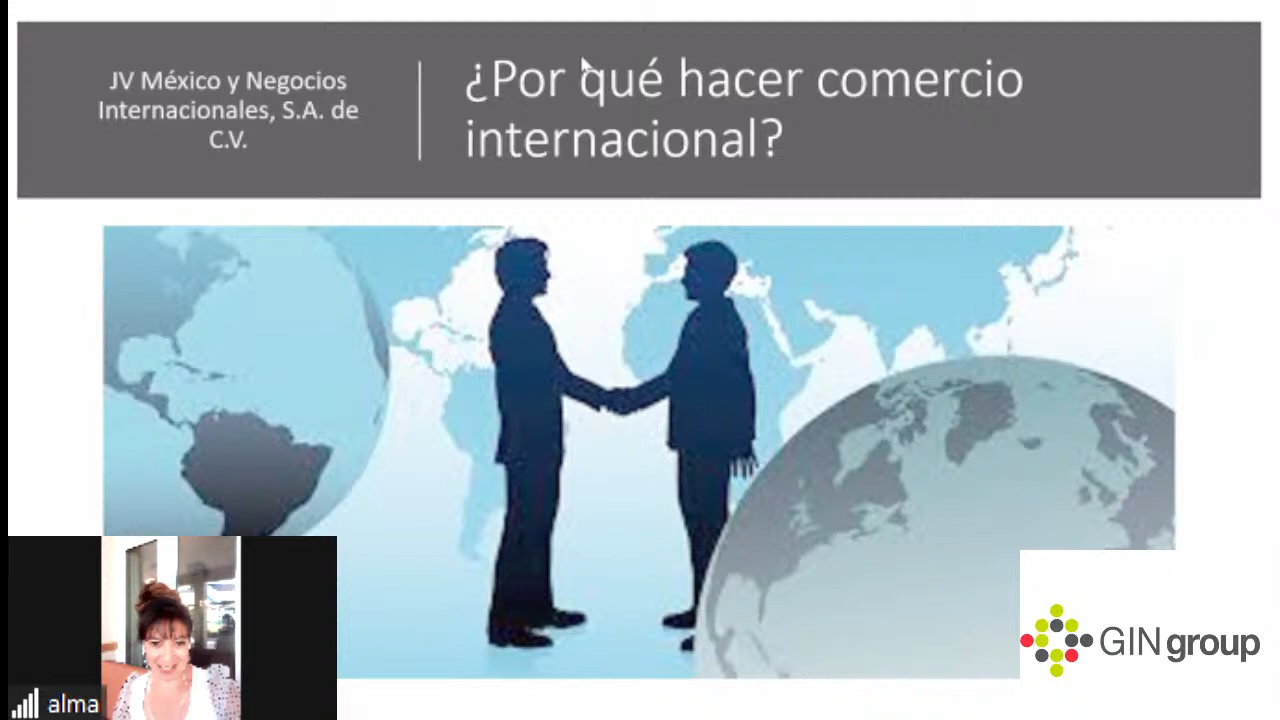 JV México y Negocios
Internacionales, S.A. de
C.V.
¿Por qué hacer comercio
internacional?
alma
GINgroup